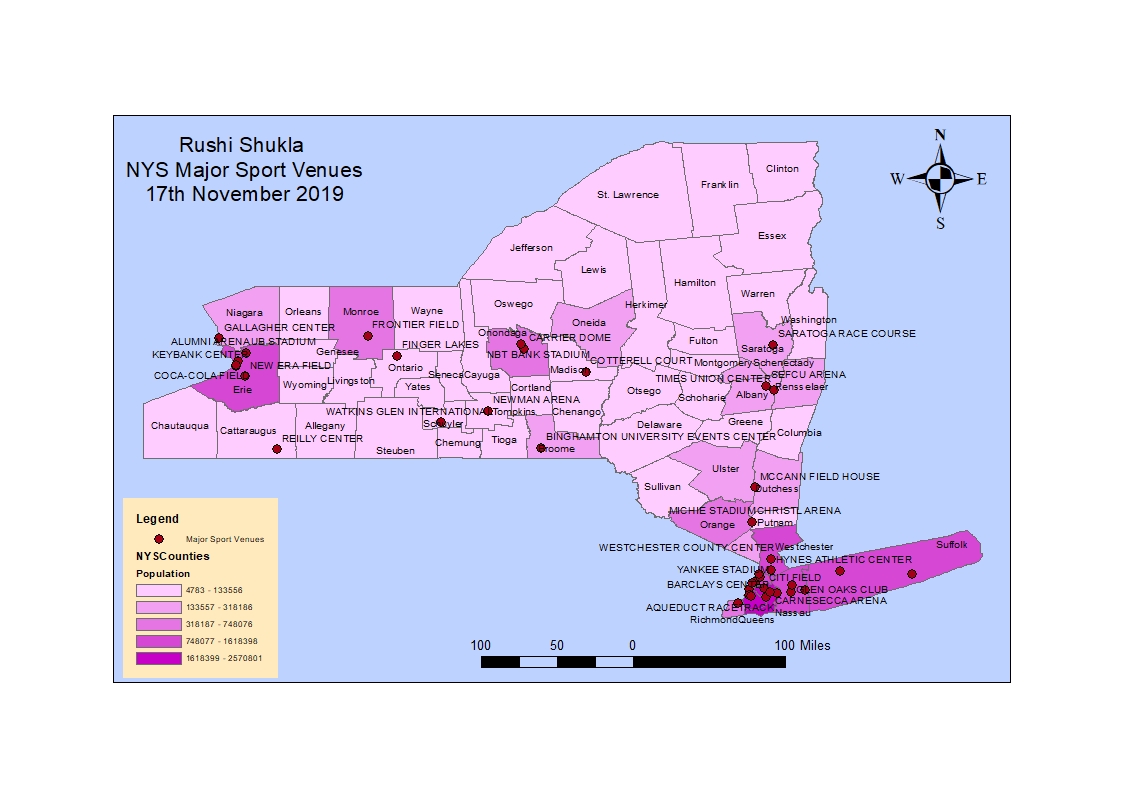 Rushi Shukla
NYS Major Sport Venues
17th November 2019
N
W
E
S
Clinton
Franklin
St. Lawrence
Essex
Jefferson
Lewis
Hamilton
Warren
Oswego
Herkimer
Washington
Niagara
Orleans
Monroe
Wayne
Oneida
GALLAGHER CENTER
FRONTIER FIELD
Onondaga
CARRIER DOME
SARATOGA RACE COURSE
Fulton
Saratoga
ALUMNI ARENA
UB STADIUM
FINGER LAKES
KEYBANK CENTER
Genesee
NBT BANK STADIUM
COTTERELL COURT
Montgomery
Schenectady
NEW ERA FIELD
Ontario
Madison
COCA-COLA FIELD
Seneca
Cayuga
TIMES UNION CENTER
SEFCU ARENA
Erie
Wyoming
Livingston
Yates
Cortland
Otsego
Schoharie
Albany
Rensselaer
NEWMAN ARENA
WATKINS GLEN INTERNATIONAL
Tompkins
Chenango
Chautauqua
Cattaraugus
Allegany
Schuyler
Delaware
Greene
Columbia
REILLY CENTER
Steuben
Chemung
Tioga
BINGHAMTON UNIVERSITY EVENTS CENTER
Broome
Ulster
MCCANN FIELD HOUSE
Sullivan
Dutchess
MICHIE STADIUM
CHRISTL ARENA
Orange
Putnam
WESTCHESTER COUNTY CENTER
Westchester
Suffolk
HYNES ATHLETIC CENTER
YANKEE STADIUM
CITI FIELD
BARCLAYS CENTER
GLEN OAKS CLUB
CARNESECCA ARENA
AQUEDUCT RACETRACK
Nassau
Richmond
Queens
Legend
Major Sport Venues
NYSCounties
Population
4783 - 133556
133557 - 318186
318187 - 748076
748077 - 1618398
1618399 - 2570801
100 50 0 100 Miles